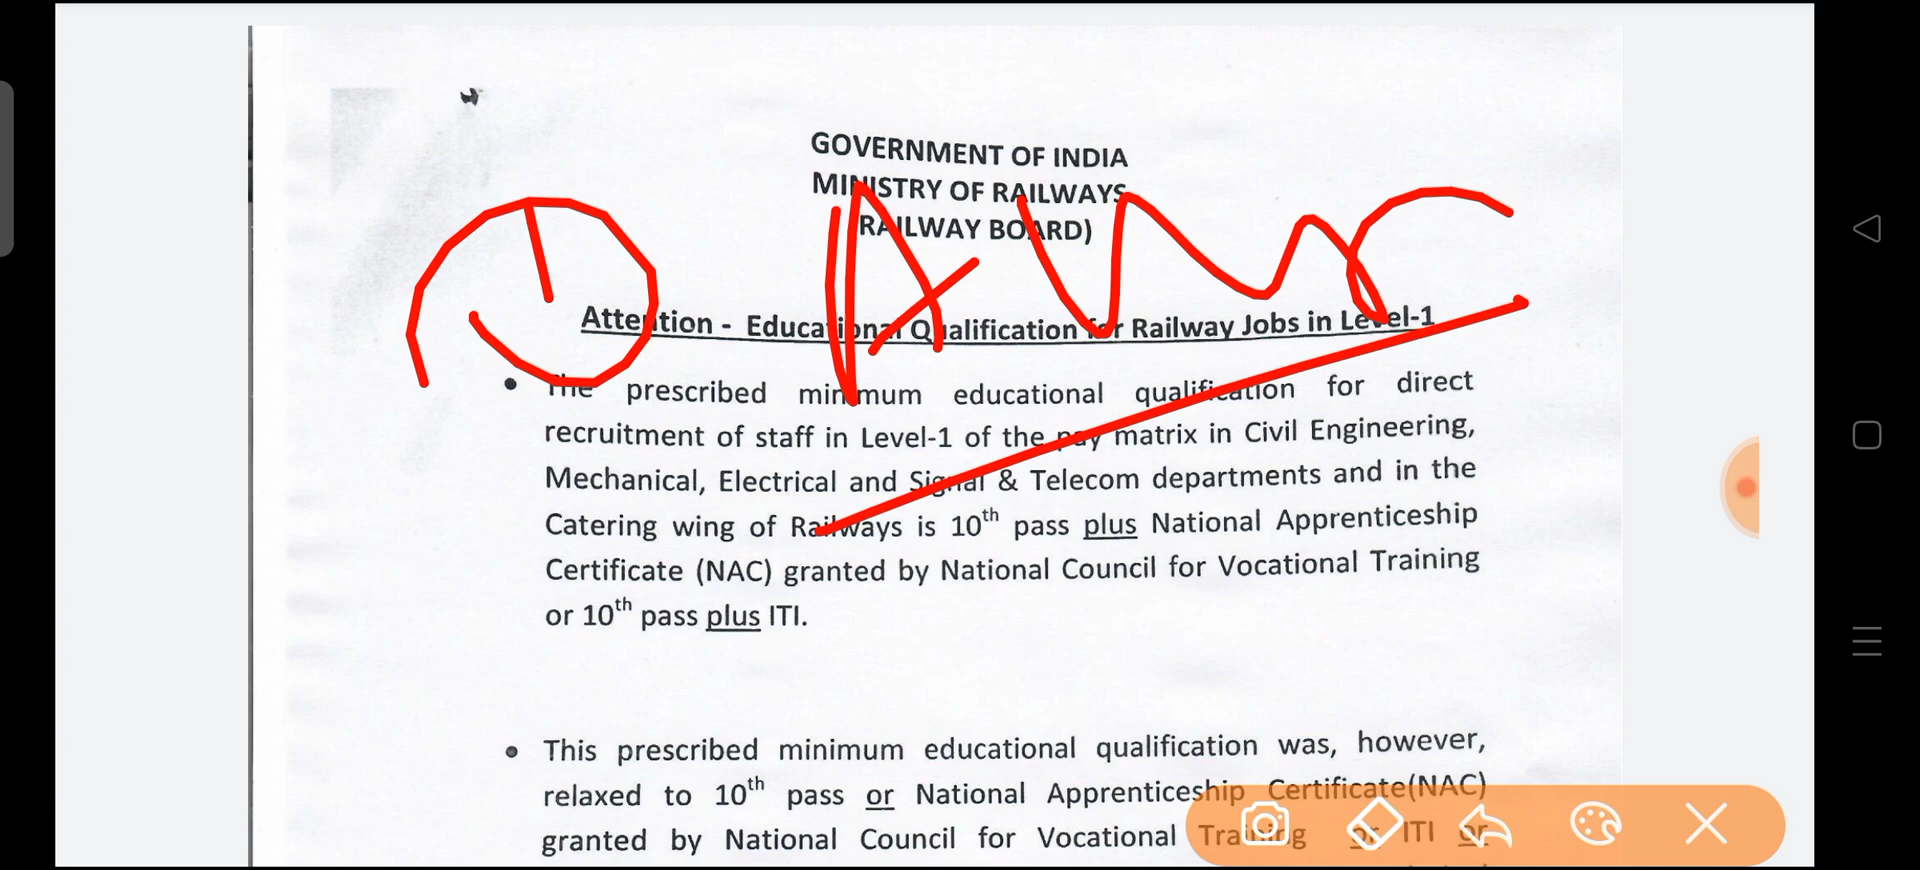 GOVERNMENT OF INDIA
MINISTRY OF RAILWAYS
RAILWAY BOARD)
Attention - Educational Qualification for Railway Jobs in Level-1
• The prescribed minimum educational qualification for direct
recruitment of staff in Level-1 of the pay matrix in Civil Engineering,
Mechanical, Electrical and Signal & Telecom departments and in the
Catering wing of Railways is 10th pass plus National Apprenticeship
Certificate (NAC) granted by National Council for Vocational Training
or 10th pass plus ITI.
• This prescribed minimum educational qualification was, however,
relaxed to 10th pass or National Apprenticeship Certificate(NAC)
granted by National Council for Vocational Training or ITI or